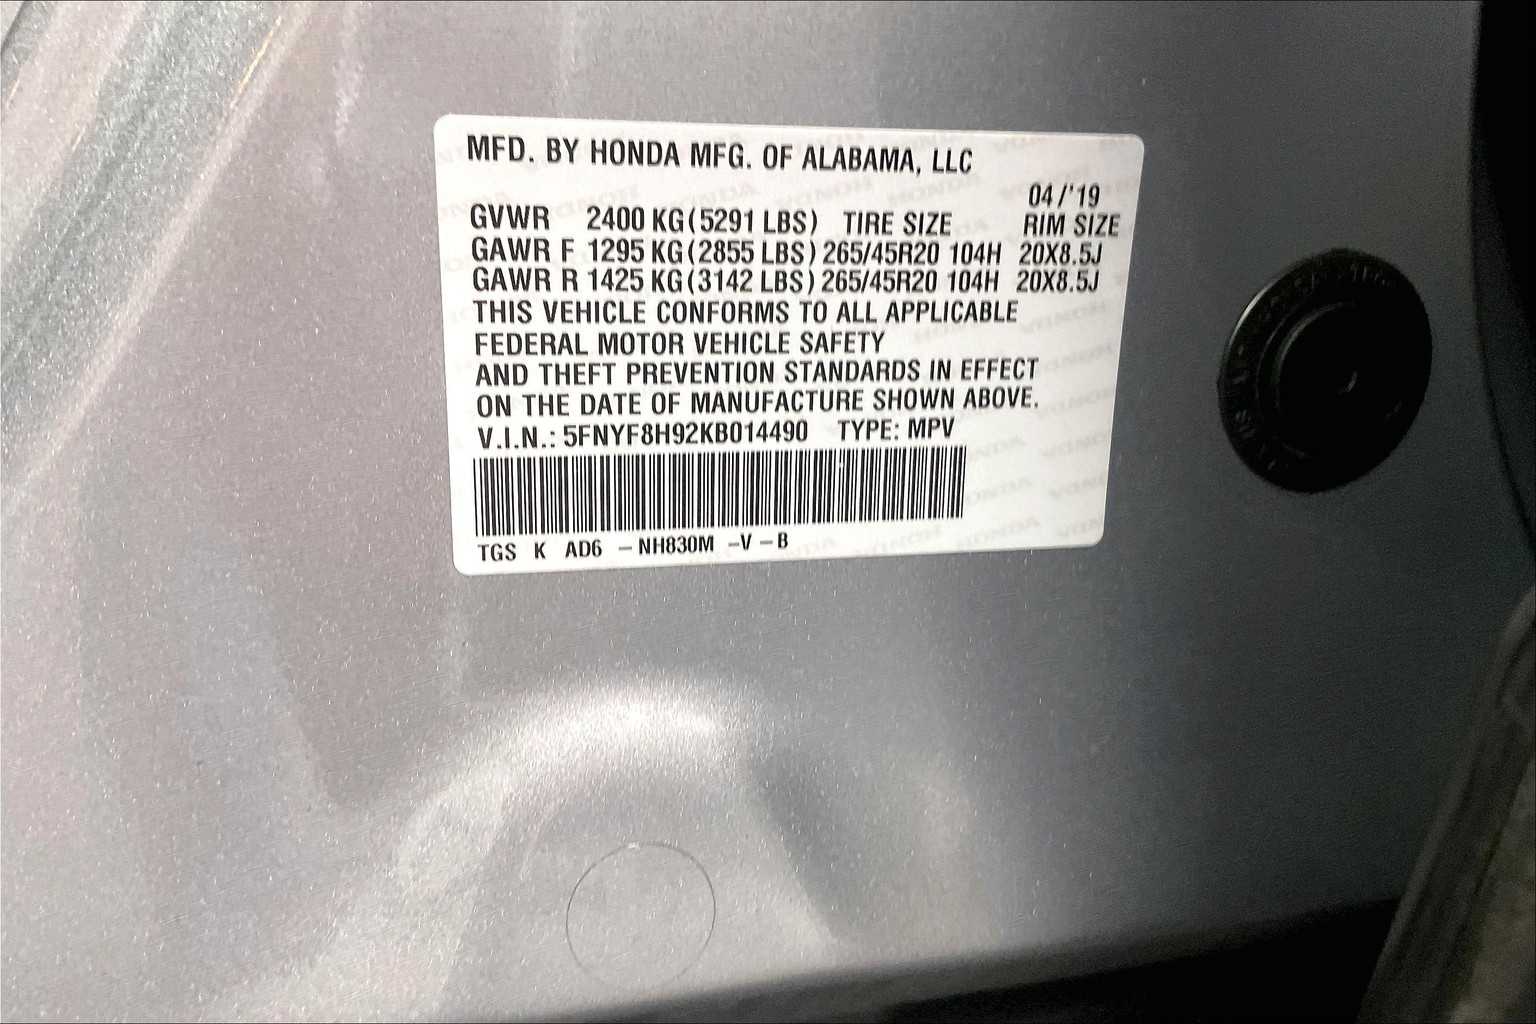 MFD. BY HONDA MFG. OF ALABAMA, LLC
04/'19
GVWR 2400 KG (5291 LBS) TIRE SIZE RIM SIZE
GAWR F 1295 KG (2855 LBS) 265/45R20 104H 20X8.5J
GAWR R 1425 KG (3142 LBS) 265/45R20 104H 20X8.5J
THIS VEHICLE CONFORMS TO ALL APPLICABLE
FEDERAL MOTOR VEHICLE SAFETY
AND THEFT PREVENTION STANDARDS IN EFFECT
ON THE DATE OF MANUFACTURE SHOWN ABOVE.
V.I.N.: 5FNYF8H92KB014490 TYPE: MPV
TGS K AD6 -NH830M -V -B